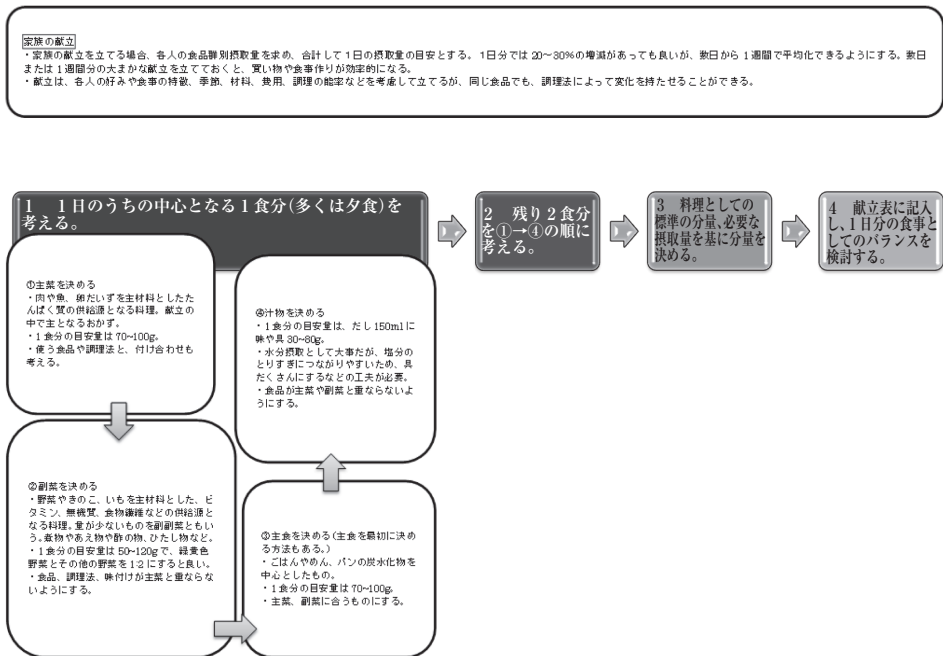 家族の献立
・家族の献立を立てる場合、各人の食品群別摂取量を求め、合計して1日の摂取量の目安とする。1日分では20~30%の増減があっても良いが、数日から1週間で平均化できるようにする。数日
または1週間分の大まかな献立を立てておくと、買い物や食事作りが効率的になる。
・献立は、各人の好みや食事の特徴、季節、材料、費用、調理の能率などを考慮して立てるが、同じ食品でも、調理法によって変化を持たせることができる。
1 1日のうちの中心となる1食分(多くは夕食)を
考える。
①主菜を決める
・肉や魚、卵だいずを主材料としたた
んぱく質の供給源となる料理。献立の
中で主となるおかず。
・1食分の目安量は70~100g。
・使う食品や調理法と、付け合わせも
考える。
②副菜を決める
・野菜やきのこ、いもを主材料とした、ビ
タミン、無機質、食物繊維などの供給源と
なる料理。量が少ないものを副副菜ともい
う。煮物やあえ物や酢の物、ひたし物など。
・1食分の目安量は50~120gで、緑黄色
野菜とその他の野菜を1:2にすると良い。
・食品、調理法、味付けが主菜と重ならな
いようにする。
③主食を決める(主食を最初に決め
る方法もある。)
・ごはんやめん、パンの炭水化物を
中心としたもの。
・1食分の目安量は70~100g。
・主菜、副菜に合うものにする。
④汁物を決める
・1食分の目安量は、だし150mlに
味や具30~80g。
・水分摂取として大事だが、塩分の
とりすぎにつながりやすいため、具
だくさんにするなどの工夫が必要。
・食品が主菜や副菜と重ならないよ
うにする。
2 残り2食分
を①→④の順に
考える。
3 料理としての
標準の分量、必要な
摂取量を基に分量を
決める。
4 献立表に記入
し、1日分の食事と
してのバランスを
検討する。